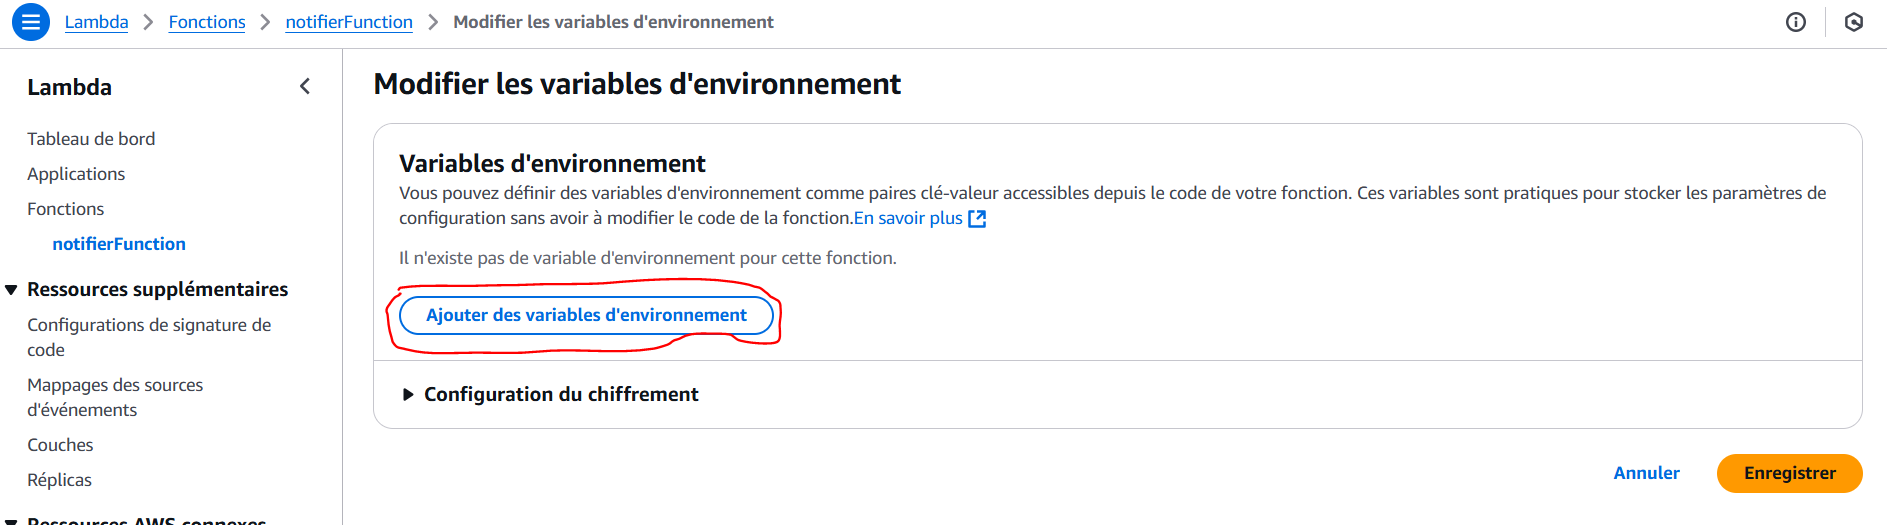 Lambda > Fonctions > notifierFunction > Modifier les variables d'environnement
Lambda
Tableau de bord
Applications
Fonctions
notifierFunction
Ressources supplémentaires
Configurations de signature de
code
Mappages des sources
d'événements
Couches
Réplicas
Ressources AWS connexes
Modifier les variables d'environnement
Variables d'environnement
Vous pouvez définir des variables d'environnement comme paires clé-valeur accessibles depuis le code de votre fonction. Ces variables sont pratiques pour stocker les paramètres de
configuration sans avoir à modifier le code de la fonction.En savoir plus
Il n'existe pas de variable d'environnement pour cette fonction.
Ajouter des variables d'environnement
Configuration du chiffrement
Annuler
Enregistrer